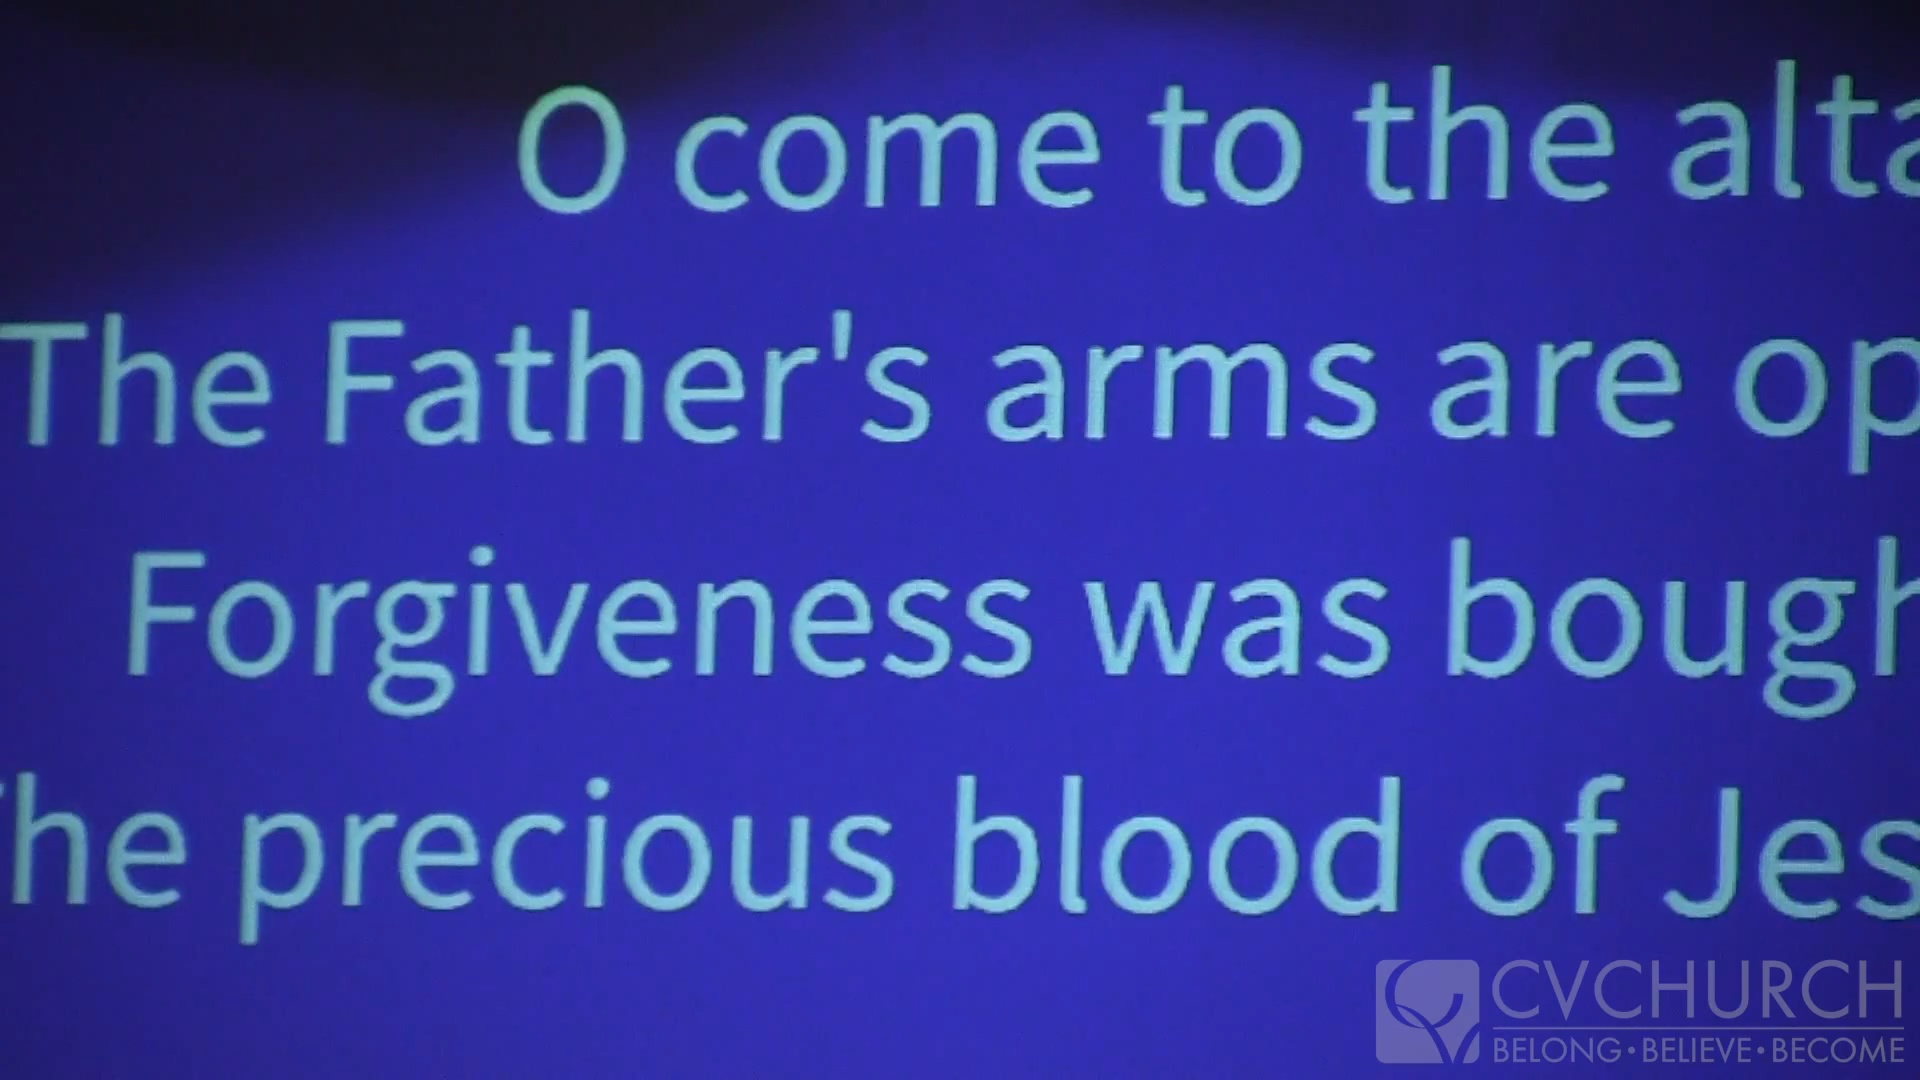 O come to the alta
The Father's arms are op
Forgiveness was bough
The precious blood of Jes
CVCHURCH
BELONG • BELIEVE • BECOME